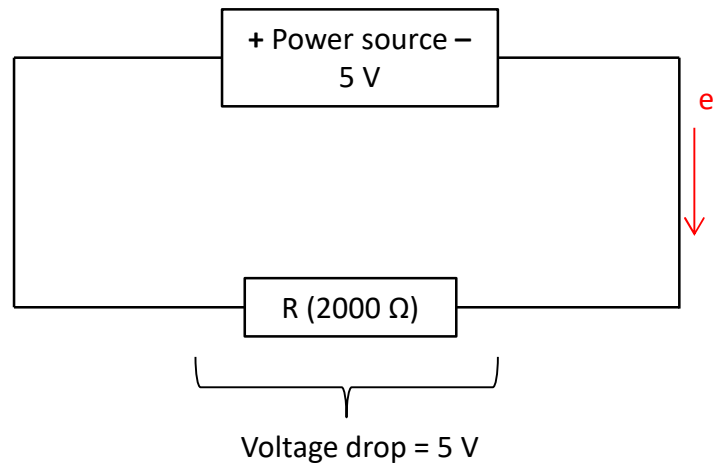 + Power source –
5 V
e
R (2000 Ω)
Voltage drop = 5 V